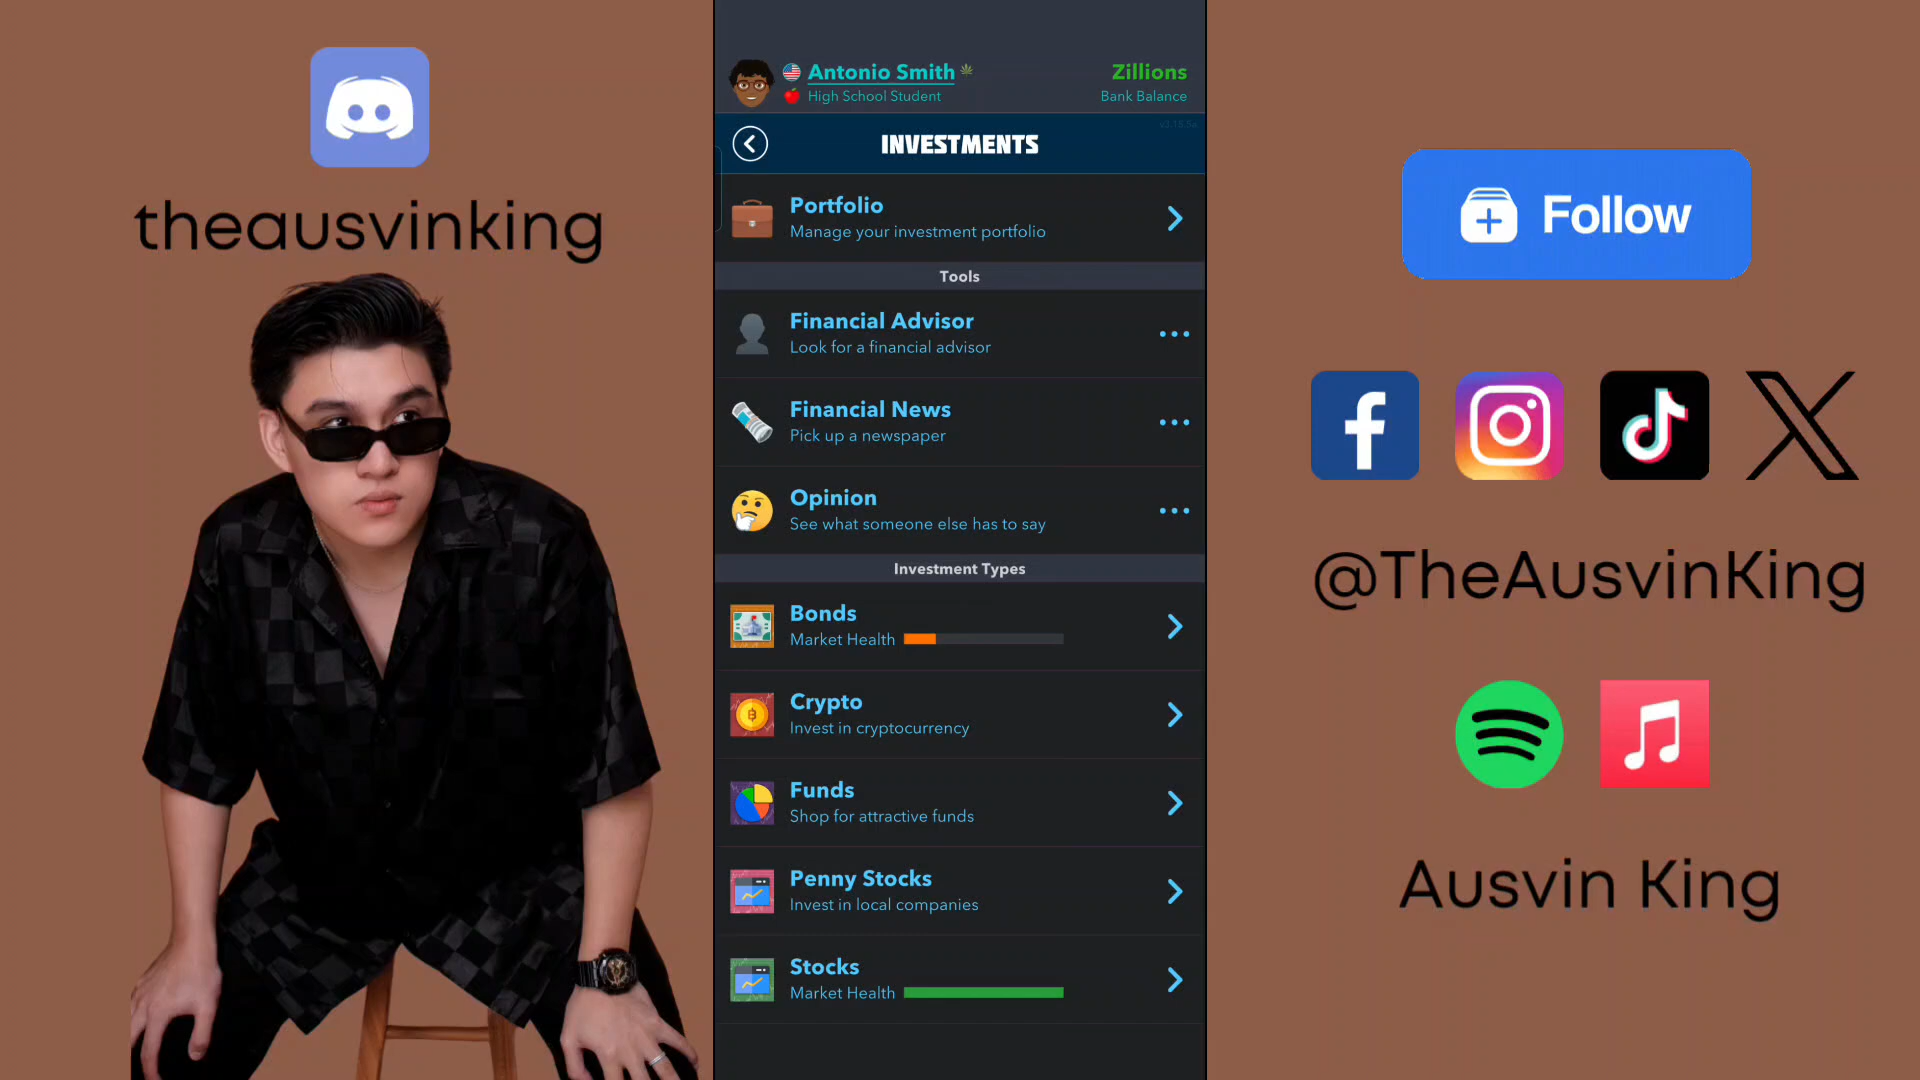 theausvinking
Antonio Smith
High School Student
Zillions
Bank Balance
v3.15.5
INVESTMENTS
Portfolio
Manage your investment portfolio
Tools
Financial Advisor
Look for a financial advisor
Financial News
Pick up a newspaper
Opinion
See what someone else has to say
Investment Types
Bonds
Market Health
Crypto
Invest in cryptocurrency
Funds
Shop for attractive funds
Penny Stocks
Invest in local companies
Stocks
Market Health
Follow
@TheAusvinKing
Ausvin King